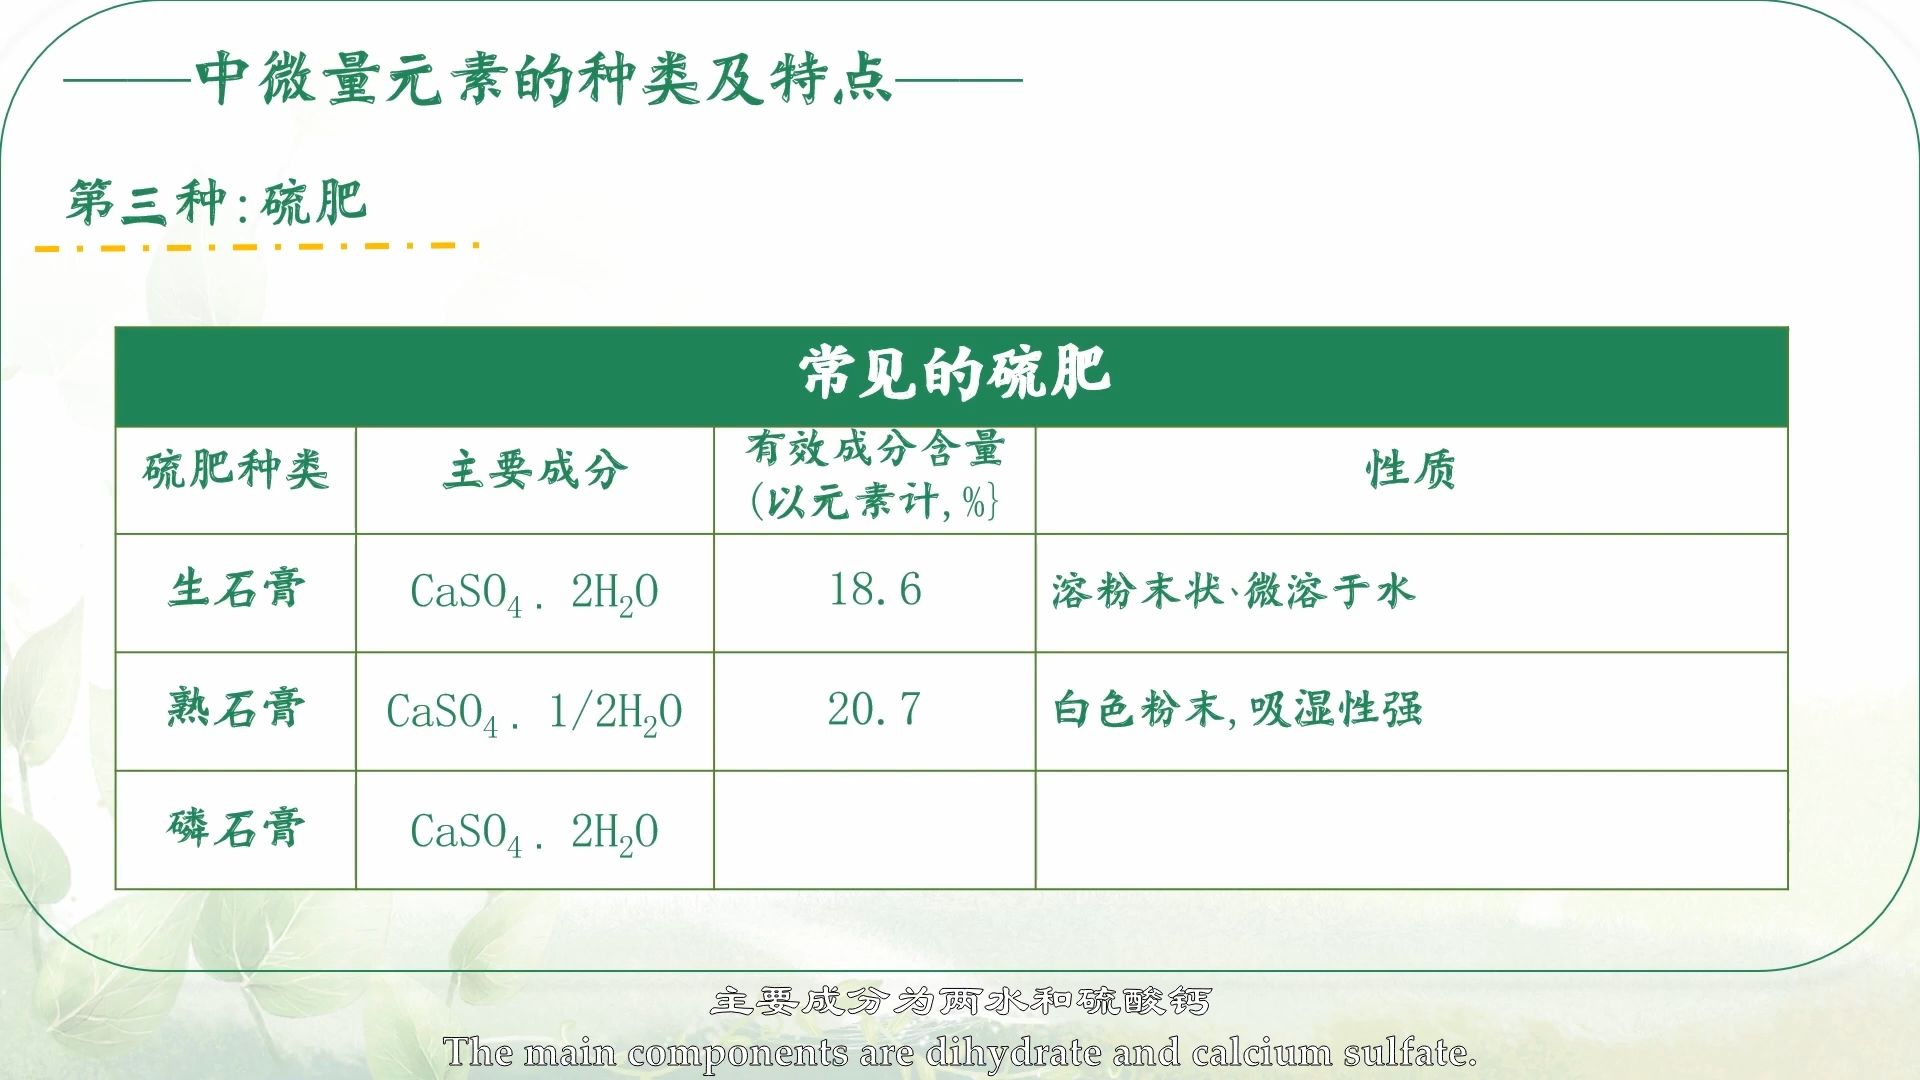 ——中微量元素的种类及特点——
第三种:硫肥
常见的硫肥
硫肥种类 主要成分 有效成分含量(以元素计,%} 性质
生石膏 CaSO₄. 2H₂O 18.6 溶粉末状、微溶于水
熟石膏 CaSO₄. 1/2H₂O 20.7 白色粉末,吸湿性强
磷石膏 CaSO₄. 2H₂O
主要成分为两水和硫酸钙
The main components are dihydrate and calcium sulfate.